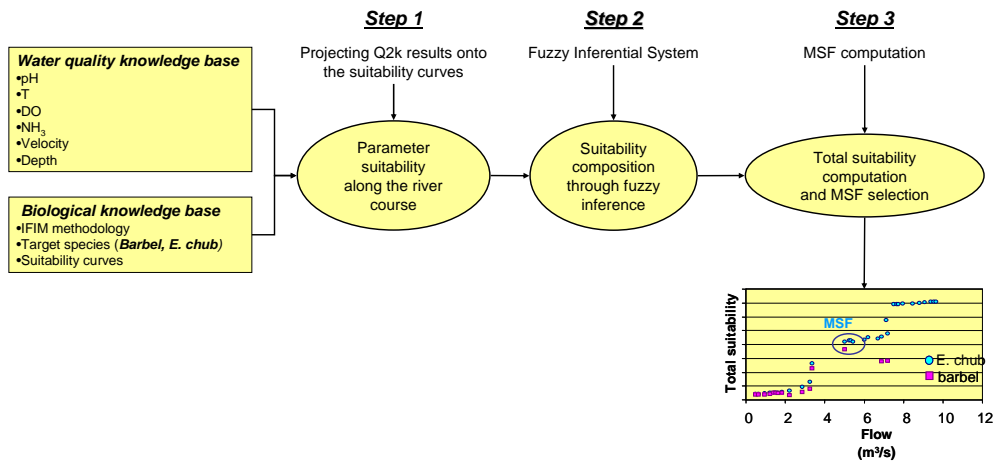 Step 1
Step 2
Step 3
Projecting Q2k results onto
the suitability curves
Fuzzy Inferential System
MSF computation
Water quality knowledge base
•pH
•T
•DO
•NH3
•Velocity
•Depth
Biological knowledge base
•IFIM methodology
•Target species (Barbel, E. chub)
•Suitability curves
Parameter
suitability
along the river
course
Suitability
composition
through fuzzy
inference
Total suitability
computation
and MSF selection
Total suitability
MSF
E. chub
barbel
0 2 4 6 8 10 12
Flow
(m³/s)